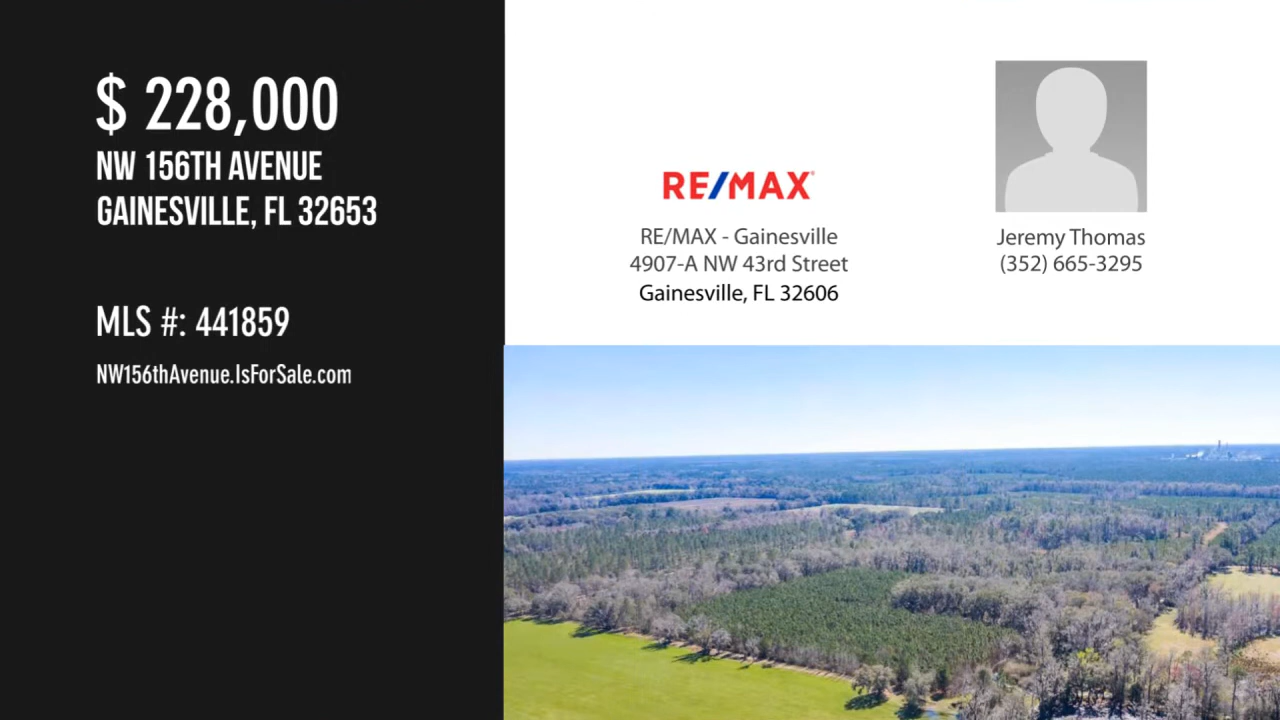 $ 228,000
NW 156TH AVENUE
GAINESVILLE, FL 32653
MLS #: 441859
NW156thAvenue.IsForSale.com
RE/MAX
RE/MAX - Gainesville
4907-A NW 43rd Street
Gainesville, FL 32606
Jeremy Thomas
(352) 665-3295